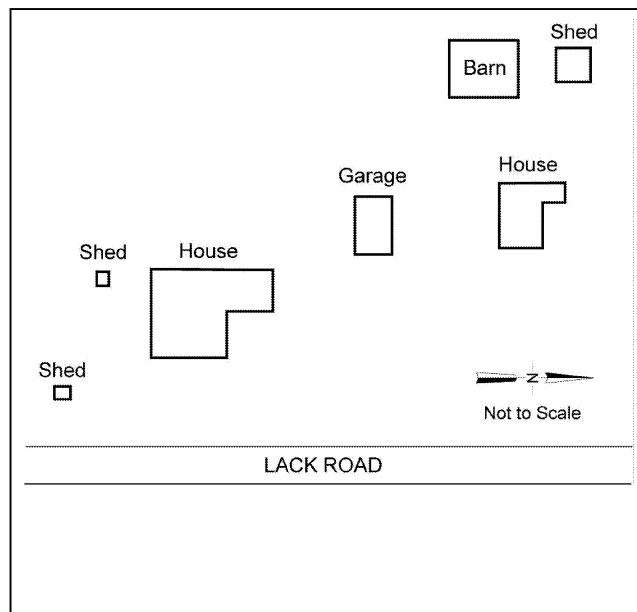 Shed
Barn
House
Garage
Shed
House
Shed
N
Not to Scale
LACK ROAD